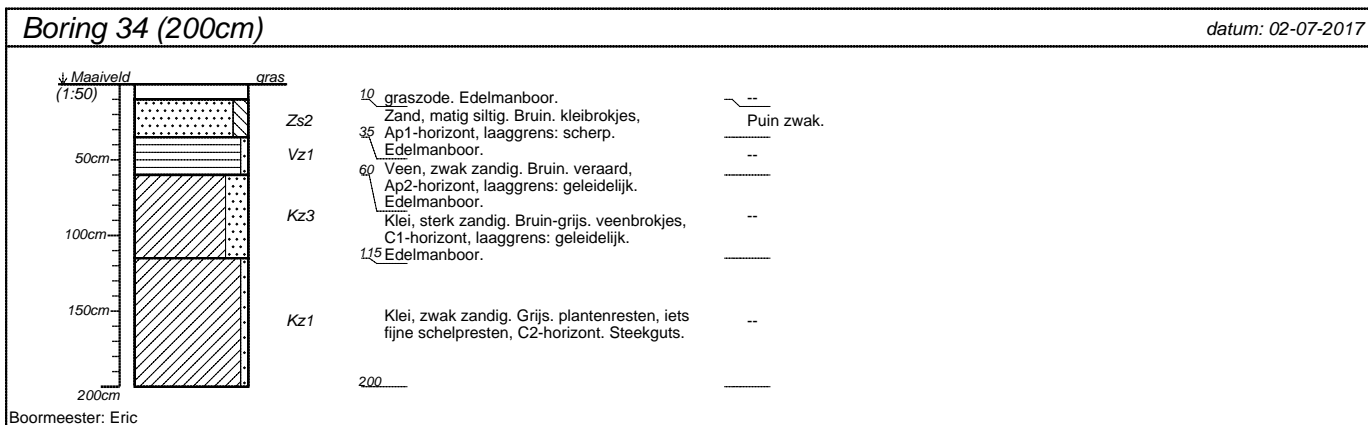 Boring 34 (200cm)
datum: 02-07-2017
Maaiveld
gras
(1:50)
10 graszode. Edelmanboor.
--
Zs2
Zand, matig siltig. Bruin. kleibrokjes,
Puin zwak.
35 Ap1-horizont, laaggrens: scherp.
Edelmanboor.
50cm
Vz1
--
60 Veen, zwak zandig. Bruin. veraard,
Ap2-horizont, laaggrens: geleidelijk.
Edelmanboor.
Kz3
Klei, sterk zandig. Bruin-grijs. veenbrokjes,
--
100cm
C1-horizont, laaggrens: geleidelijk.
115 Edelmanboor.
150cm
Kz1
Klei, zwak zandig. Grijs. plantenresten, iets
--
fijne schelpresten, C2-horizont. Steekguts.
200
200cm
Boormeester: Eric